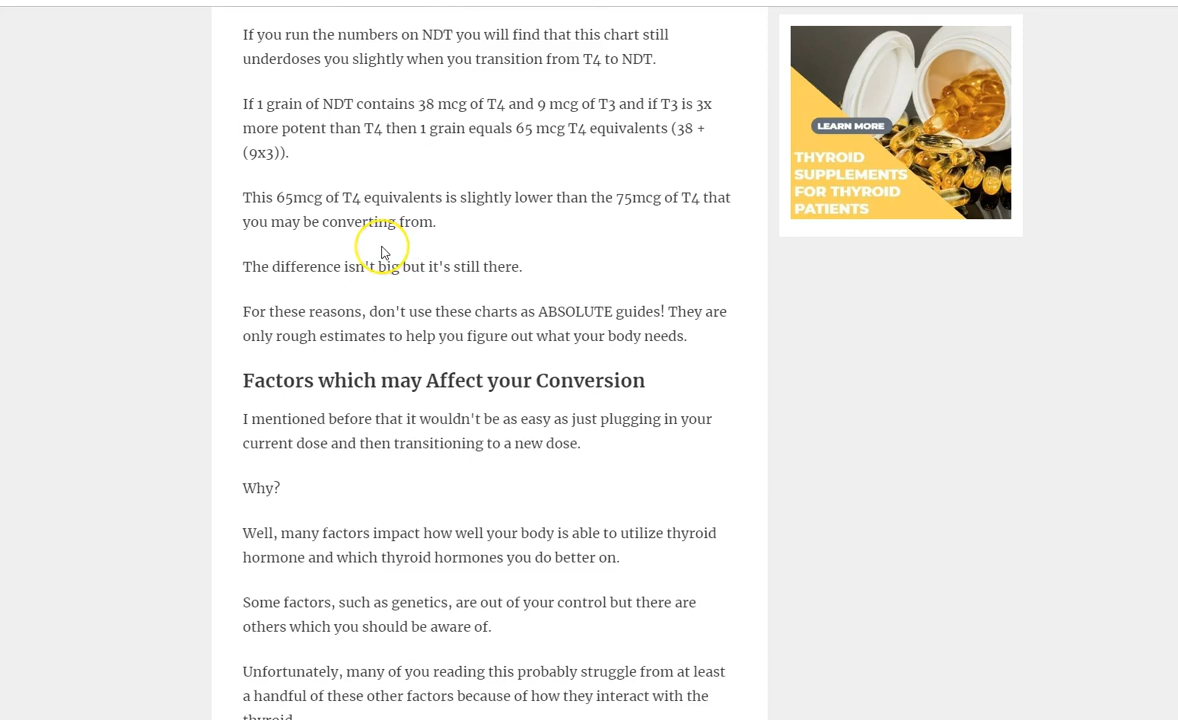 If you run the numbers on NDT you will find that this chart still
underdoses you slightly when you transition from T4 to NDT.
If 1 grain of NDT contains 38 mcg of T4 and 9 mcg of T3 and if T3 is 3x
more potent than T4 then 1 grain equals 65 mcg T4 equivalents (38 +
(9x3)).
This 65mcg of T4 equivalents is slightly lower than the 75mcg of T4 that
you may be converting from.
The difference isn't big but it's still there.
For these reasons, don't use these charts as ABSOLUTE guides! They are
only rough estimates to help you figure out what your body needs.
Factors which may Affect your Conversion
I mentioned before that it wouldn't be as easy as just plugging in your
current dose and then transitioning to a new dose.
Why?
Well, many factors impact how well your body is able to utilize thyroid
hormone and which thyroid hormones you do better on.
Some factors, such as genetics, are out of your control but there are
others which you should be aware of.
Unfortunately, many of you reading this probably struggle from at least
a handful of these other factors because of how they interact with the
thyroid.
LEARN MORE
THYROID
SUPPLEMENTS
FOR THYROID
PATIENTS